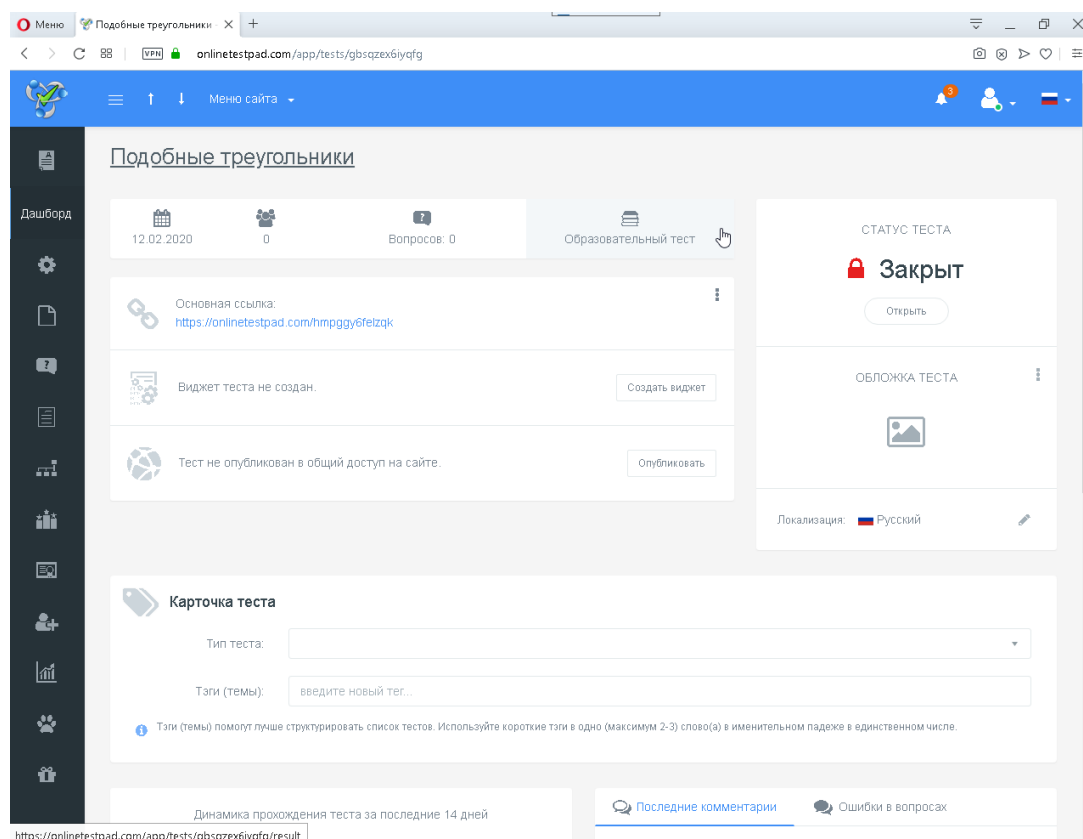 Меню
Подобные треугольники
VPN
onlinetestpad.com/app/tests/gbsqzex6iyqfg
Меню сайта
3
Подобные треугольники
Дашборд
12.02.2020
0
Вопросов: 0
Образовательный тест
СТАТУС ТЕСТА
Закрыт
Открыть
Основная ссылка:
https://onlinetestpad.com/hmpggy6felzqk
Виджет теста не создан.
Создать виджет
ОБЛОЖКА ТЕСТА
Тест не опубликован в общий доступ на сайте.
Опубликовать
Локализация:
Русский
Карточка теста
Тип теста:
Тэги (темы):
введите новый тег...
Тэги (темы) помогут лучше структурировать список тестов. Используйте короткие тэги в одно (максимум 2-3) слово(а) в именительном падеже в единственном числе.
Динамика прохождения теста за последние 14 дней
Последние комментарии
Ошибки в вопросах
https://onlinetestpad.com/app/tests/gbsqzex6iyqfg/result